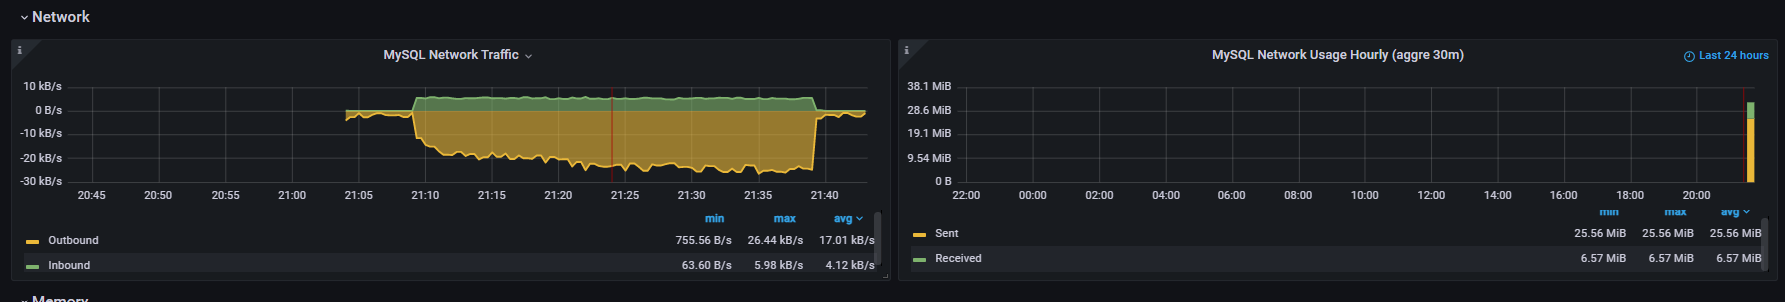 Network
MySQL Network Traffic
10 kB/s
0 B/s
-10 kB/s
-20 kB/s
-30 kB/s
20:45 20:50 20:55 21:00 21:05 21:10 21:15 21:20 21:25 21:30 21:35 21:40
min max avg
Outbound 755.56 B/s 26.44 kB/s 17.01 kB/s
Inbound 63.60 B/s 5.98 kB/s 4.12 kB/s
MySQL Network Usage Hourly (aggre 30m)
Last 24 hours
38.1 MiB
28.6 MiB
19.1 MiB
9.54 MiB
0 B
22:00 00:00 02:00 04:00 06:00 08:00 10:00 12:00 14:00 16:00 18:00 20:00
min max avg
Sent 25.56 MiB 25.56 MiB 25.56 MiB
Received 6.57 MiB 6.57 MiB 6.57 MiB
Memory